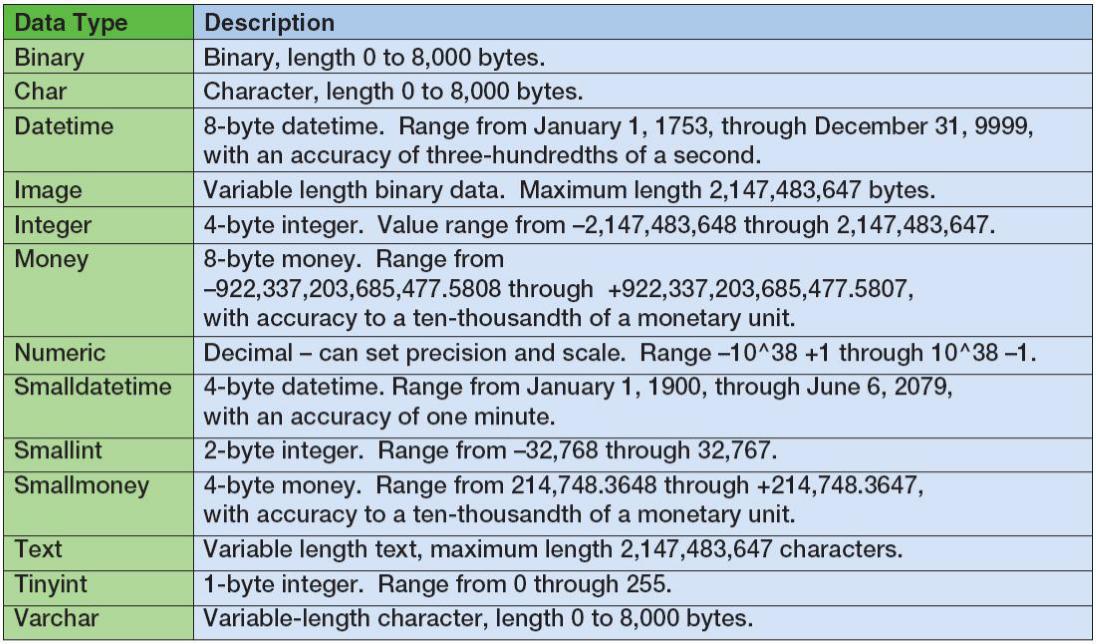 Data Type Description
Binary Binary, length 0 to 8,000 bytes.
Char Character, length 0 to 8,000 bytes.
Datetime 8-byte datetime. Range from January 1, 1753, through December 31, 9999,
with an accuracy of three-hundredths of a second.
Image Variable length binary data. Maximum length 2,147,483,647 bytes.
Integer 4-byte integer. Value range from –2,147,483,648 through 2,147,483,647.
Money 8-byte money. Range from
–922,337,203,685,477.5808 through +922,337,203,685,477.5807,
with accuracy to a ten-thousandth of a monetary unit.
Numeric Decimal – can set precision and scale. Range –10^38 +1 through 10^38 –1.
Smalldatetime 4-byte datetime. Range from January 1, 1900, through June 6, 2079,
with an accuracy of one minute.
Smallint 2-byte integer. Range from –32,768 through 32,767.
Smallmoney 4-byte money. Range from 214,748.3648 through +214,748.3647,
with accuracy to a ten-thousandth of a monetary unit.
Text Variable length text, maximum length 2,147,483,647 characters.
Tinyint 1-byte integer. Range from 0 through 255.
Varchar Variable-length character, length 0 to 8,000 bytes.